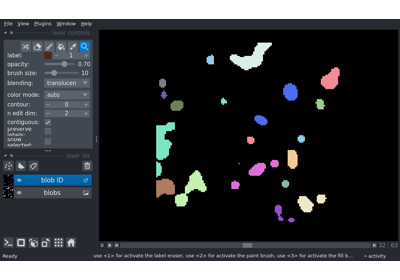 File View Plugins Window Help
layer controls
label: 1
opacity: 0.70
brush size: 10
blending: translucen
color mode: auto
contour: 0
n edit dim: 2
contiguous:
preserve
labels:
show
selected:
layer list
blob ID
blobs
32 63
Ready
use <1> for activate the label eraser, use <2> for activate the paint brush, use <3> for activate the fill b...
activity